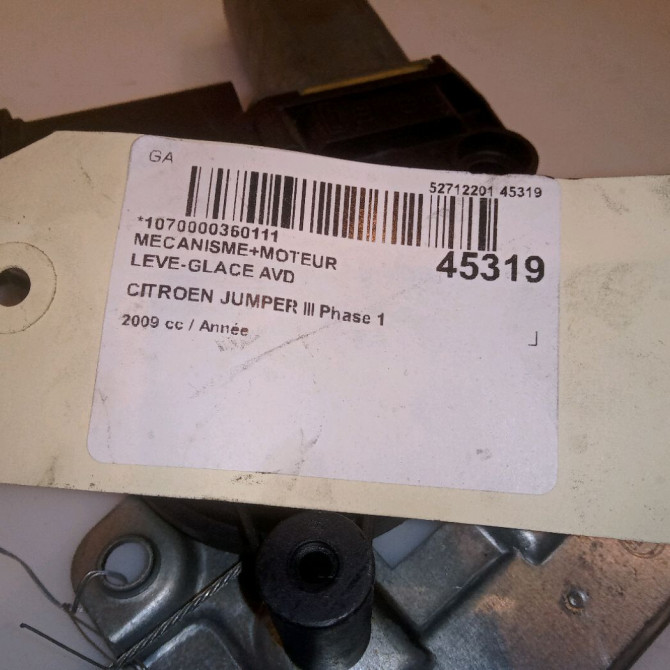 GA
52712201 45319
*1070000360111
MECANISME+MOTEUR
LEVE-GLACE AVD
45319
CITROEN JUMPER III Phase 1
2009 cc / Année